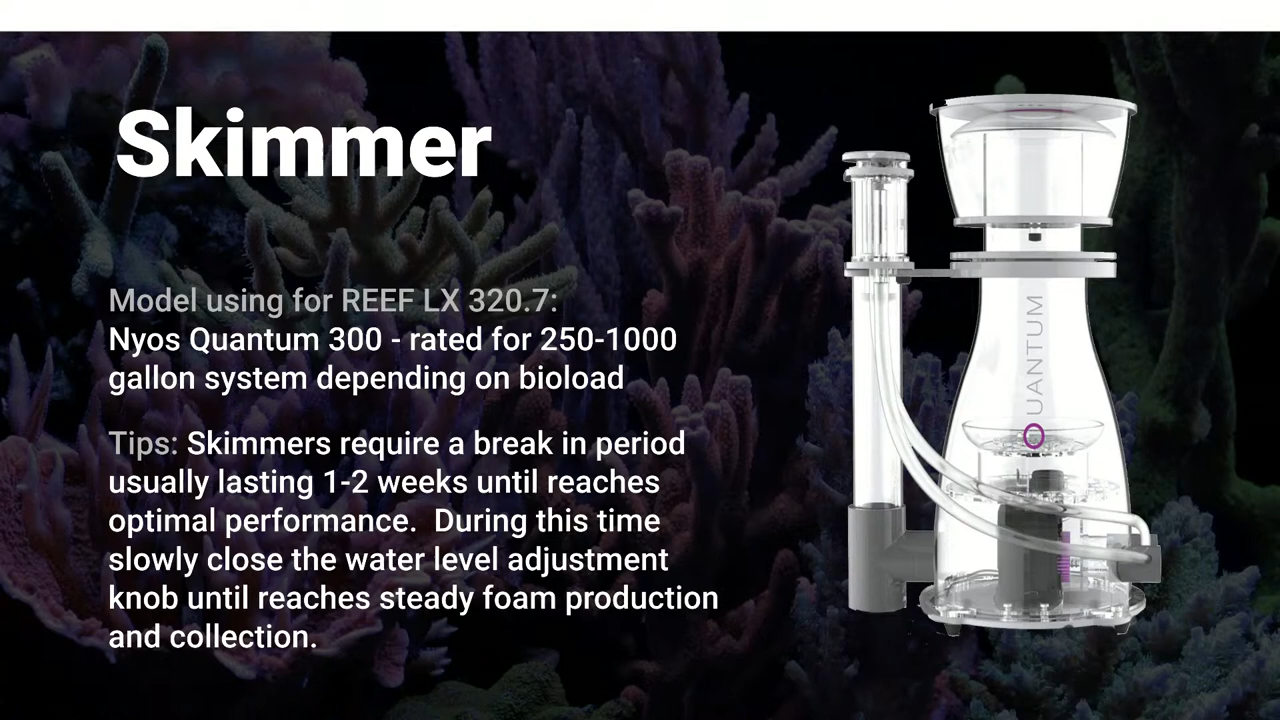 Skimmer
Model using for REEF LX 320.7:
Nyos Quantum 300 - rated for 250-1000
gallon system depending on bioload
Tips: Skimmers require a break in period
usually lasting 1-2 weeks until reaches
optimal performance.  During this time
slowly close the water level adjustment
knob until reaches steady foam production
and collection.
QUANTUM